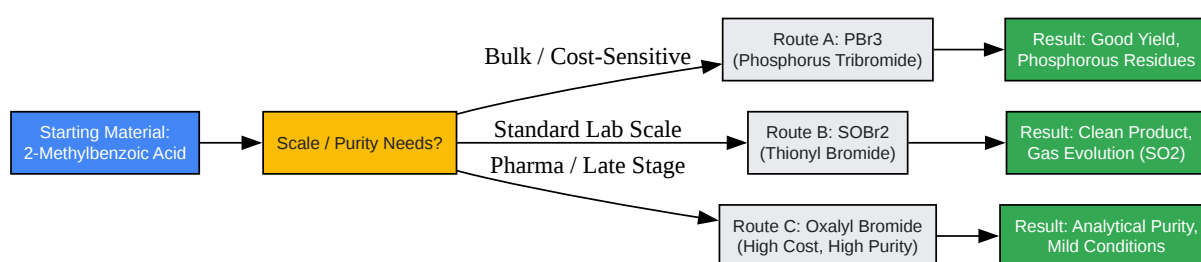 Starting Material:
2-Methylbenzoic Acid
Scale / Purity Needs?
Bulk / Cost-Sensitive
Standard Lab Scale
Pharma / Late Stage
Route A: PBr3
(Phosphorus Tribromide)
Result: Good Yield,
Phosphorous Residues
Route B: SOBr2
(Thionyl Bromide)
Result: Clean Product,
Gas Evolution (SO2)
Route C: Oxalyl Bromide
(High Cost, High Purity)
Result: Analytical Purity,
Mild Conditions